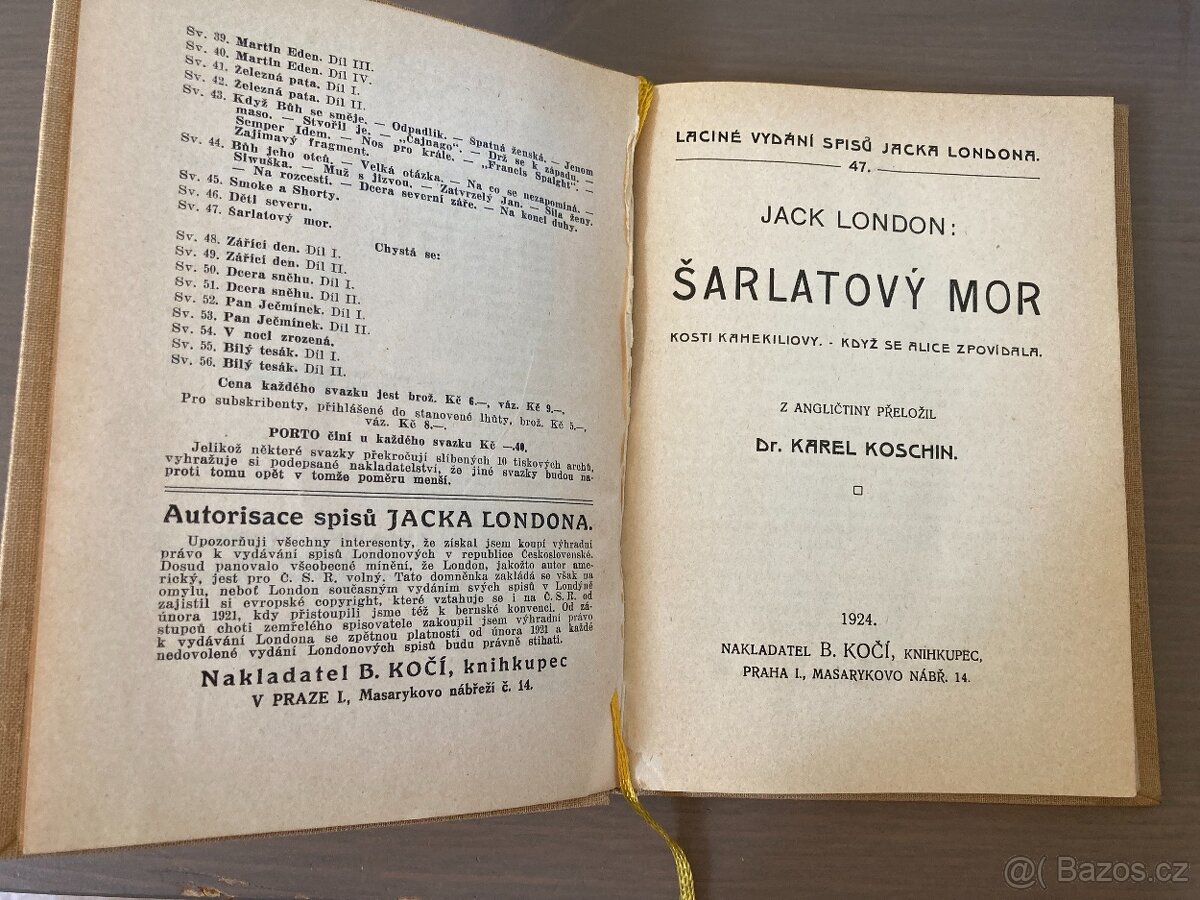 Sv. 39. Martin Eden. Díl III.
Sv. 40. Martin Eden. Díl IV.
Sv. 41. Železná pata. Díl I.
Sv. 42. Železná pata. Díl II.
Sv. 43. Když Bůh se směje. — Odpadlík. — Špatná ženská. — Jenom
maso. — Stvořil je. — „Čajnago“. — Drž se k západu. —
Semper Idem. — Nos pro krále. — „Francis Spaight“. —
Zajímavý fragment.
Sv. 44. Bůh jeho otců. — Velká otázka. — Na co se nezapomíná. —
Siwuška. — Muž s jizvou. — Zatvrzelý Jan. — Síla ženy.
— Na rozcestí. — Dcera severní záře. — Na konci duhy.
Sv. 45. Smoke a Shorty.
Sv. 46. Děti severu.
Sv. 47. Šarlatový mor.
Chystá se:
Sv. 48. Zářící den. Díl I.
Sv. 49. Zářící den. Díl II.
Sv. 50. Dcera sněhu. Díl I.
Sv. 51. Dcera sněhu. Díl II.
Sv. 52. Pan Ječmínek. Díl I.
Sv. 53. Pan Ječmínek. Díl II.
Sv. 54. V noci zrozená.
Sv. 55. Bílý tesák. Díl I.
Sv. 56. Bílý tesák. Díl II.
Cena každého svazku jest brož. Kč 6.—, váz. Kč 9.—,
Pro subskribenty, přihlášené do stanovené lhůty, brož. Kč 5.—,
váz. Kč 8.—.
PORTO činí u každého svazku Kč —.40.
Jelikož některé svazky překročují slíbených 10 tiskových archů,
vyhražuje si podepsané nakladatelství, že jiné svazky budou na-
proti tomu opět v tomže poměru menší.
Autorisace spisů JACKA LONDONA.
Upozorňuji všechny interesenty, že získal jsem koupí výhradní
právo k vydávání spisů Londonových v republice Československé.
Dosud panovalo všeobecné mínění, že London, jakožto autor ame-
rický, jest pro Č. S. R. volný. Tato domněnka zakládá se však na
omylu, neboť London současným vydáním svých spisů v Londýně
zajistil si evropské copyright, které vztahuje se i na Č. S. R. od
února 1921, kdy přistoupili jsme též k bernské konvenci. Od zá-
stupců choti zemřelého spisovatele zakoupil jsem výhradní právo
k vydávání Londona se zpětnou platností od února 1921 a každé
nedovolené vydání Londonových spisů budu právně stíhati.
Nakladatel B. KOČÍ, knihkupec
V PRAZE I., Masarykovo nábřeží č. 14.
LACINÉ VYDÁNÍ SPISŮ JACKA LONDONA.
47.
JACK LONDON:
ŠARLATOVÝ MOR
KOSTI KAHEKILIOVY. - KDYŽ SE ALICE ZPOVÍDALA.
Z ANGLIČTINY PŘELOŽIL
Dr. KAREL KOSCHIN.
1924.
NAKLADATEL B. KOČÍ, KNIHKUPEC,
PRAHA I., MASARYKOVO NÁBŘ. 14.
@( Bazos.cz